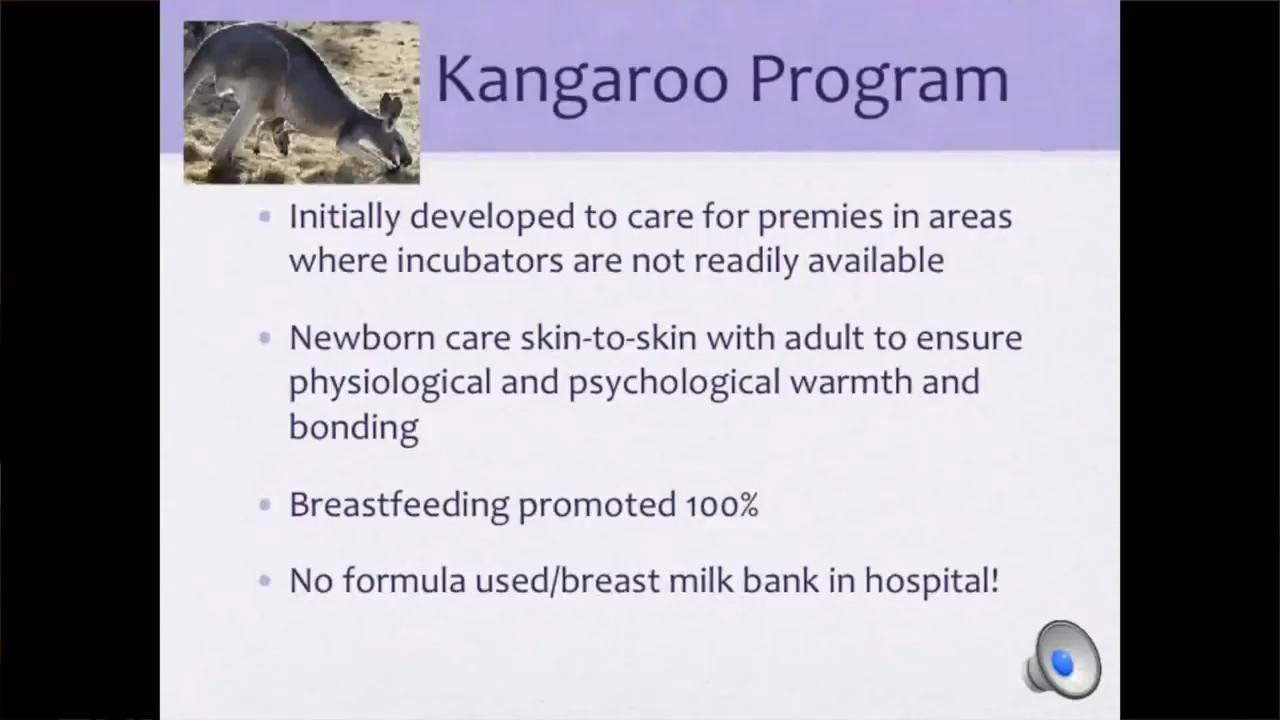 Kangaroo Program
• Initially developed to care for premies in areas
where incubators are not readily available
• Newborn care skin-to-skin with adult to ensure
physiological and psychological warmth and
bonding
• Breastfeeding promoted 100%
• No formula used/breast milk bank in hospital!